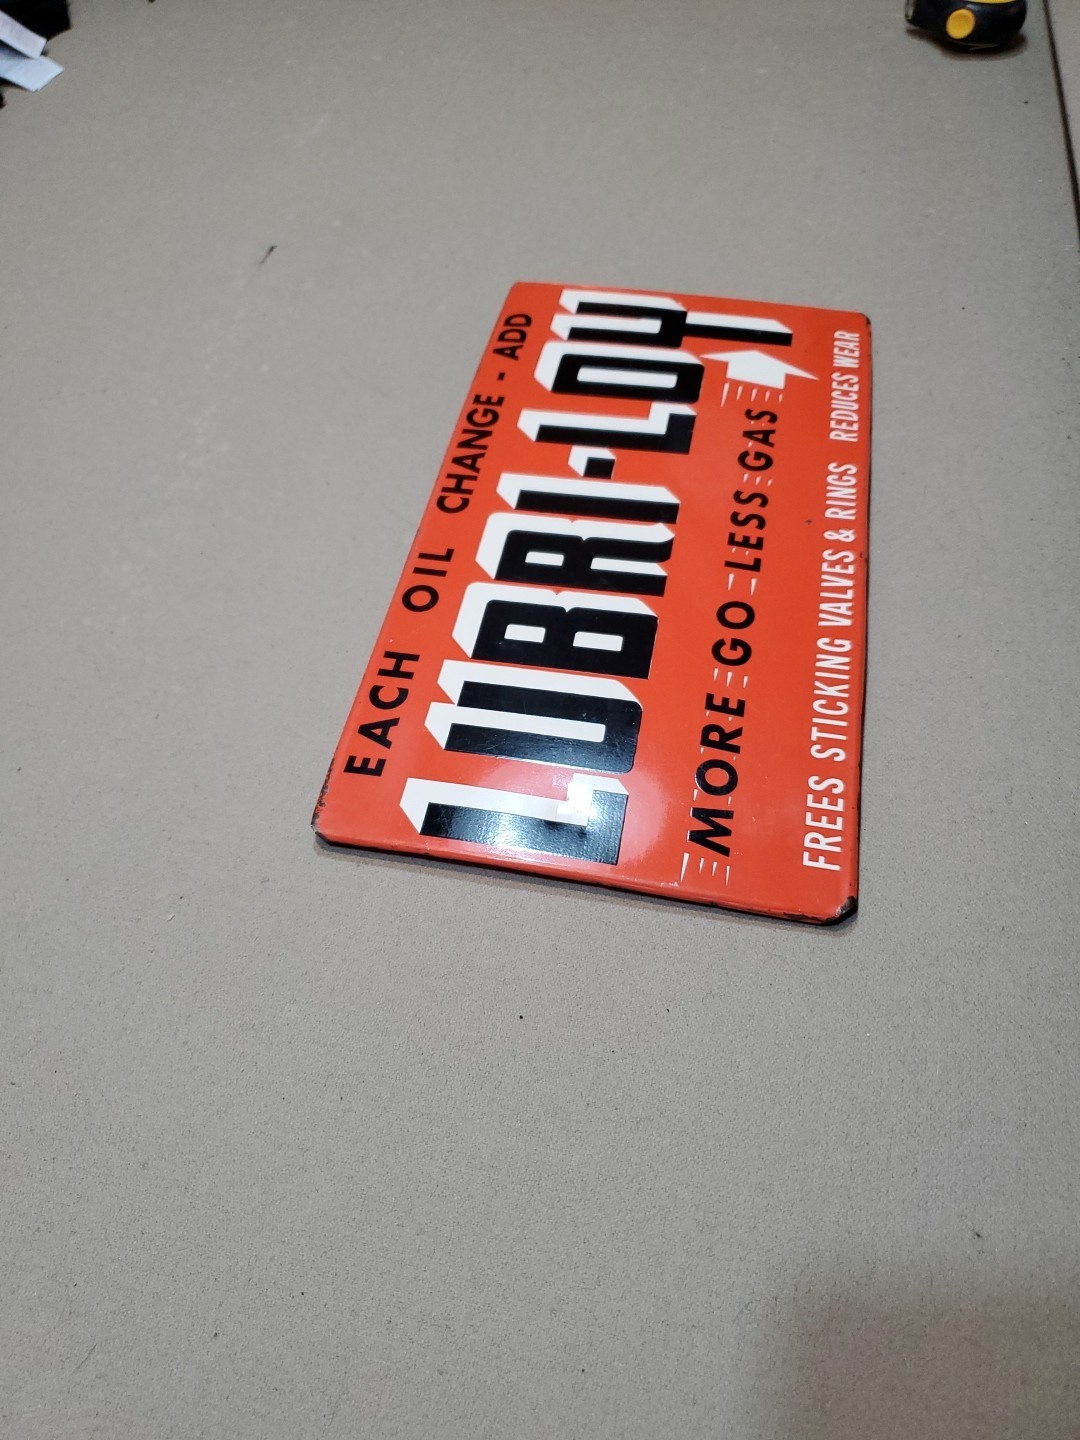 EACH OIL CHANGE - ADD
LUBRI-LOY
MORE GO LESS GAS
FREES STICKING VALVES & RINGS REDUCES WEAR